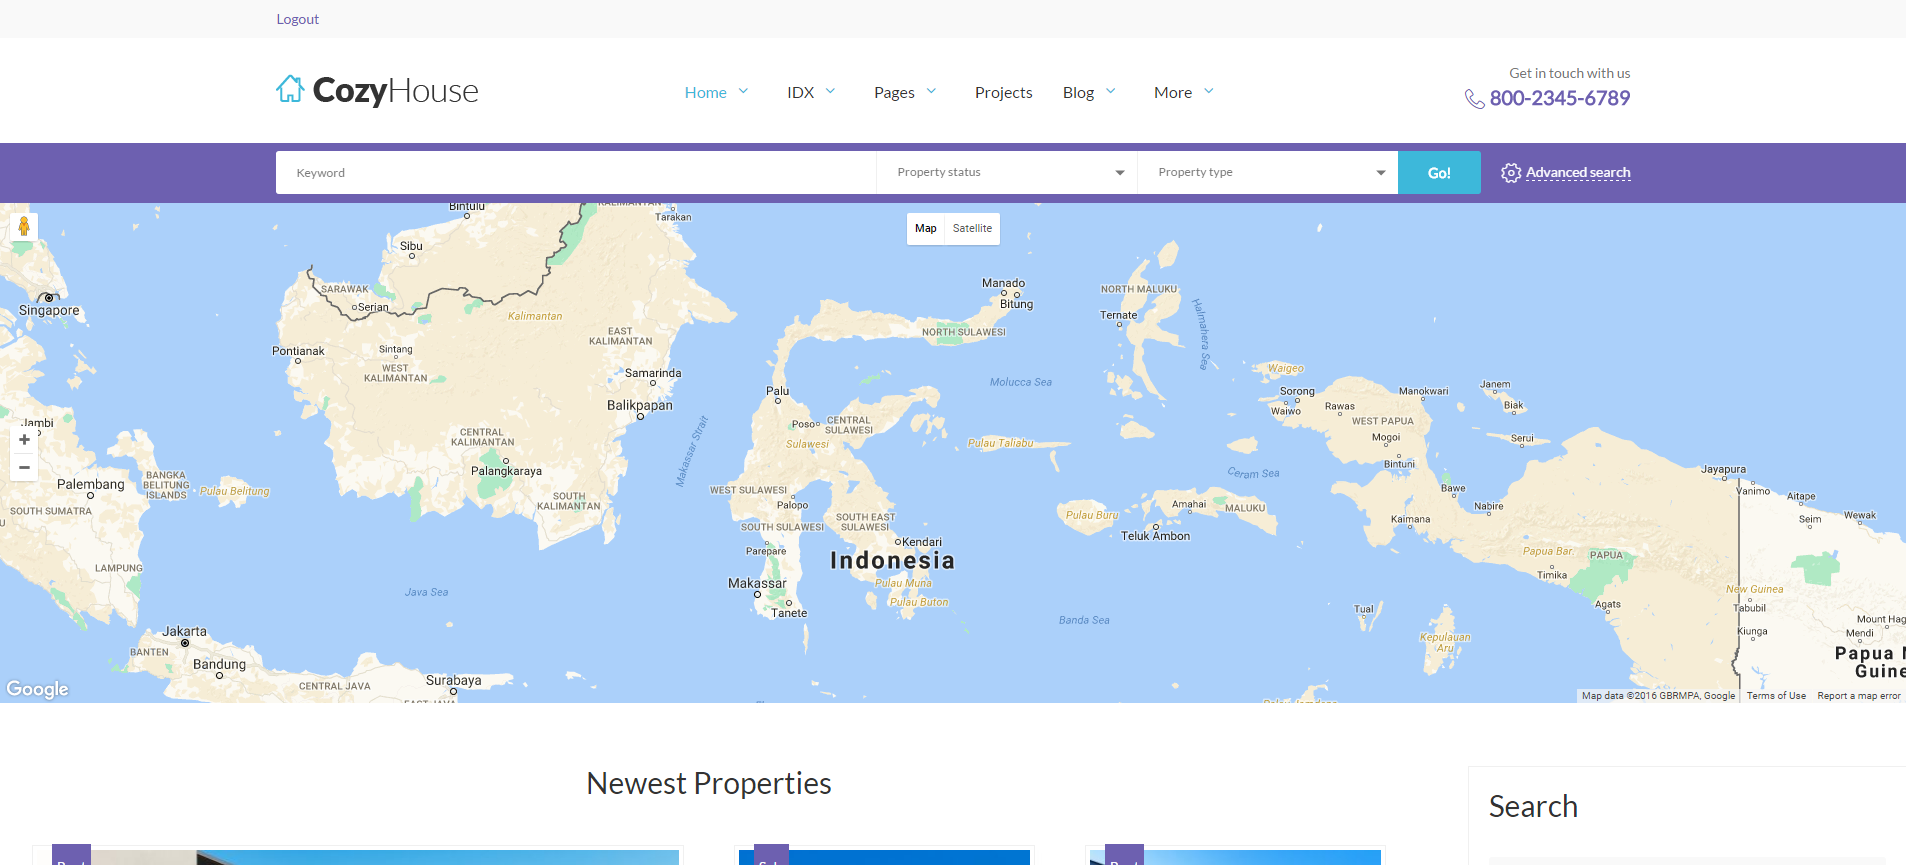 Logout
CozyHouse
Home
IDX
Pages
Projects
Blog
More
Get in touch with us
800-2345-6789
Keyword
Property status
Property type
Go!
Advanced search
Map
Satellite
Bintulu
KALIMANTAN
Tarakan
Sibu
SARAWAK
Serian
Singapore
Kalimantan
EAST
KALIMANTAN
Pontianak
Sintang
WEST
KALIMANTAN
Samarinda
Balikpapan
Manado
Bitung
NORTH SULAWESI
NORTH MALUKU
Ternate
Halmahera Sea
Molucca Sea
Palu
Poso
CENTRAL
SULAWESI
Sulawesi
Makassar Strait
Pulau Taliabu
Waigeo
Sorong
Waiwo
Rawas
Manokwari
Janem
Biak
WEST PAPUA
Mogoi
Bintuni
Serui
Jambi
CENTRAL
KALIMANTAN
Palangkaraya
BANGKA
BELITUNG
ISLANDS
Pulau Belitung
Palembang
SOUTH SUMATRA
SOUTH
KALIMANTAN
WEST SULAWESI
Palopo
SOUTH SULAWESI
SOUTH EAST
SULAWESI
Parepare
Kendari
Indonesia
Ceram Sea
Pulau Buru
Amahai
MALUKU
Teluk Ambon
Bawe
Nabire
Kaimana
Jayapura
Vanimo
Aitape
Seim
Wewak
Papua Bar.
PAPUA
Timika
Agats
New Guinea
Tabubil
Kiunga
Mount Hag
Mendi
Papua N
Guine
LAMPUNG
Java Sea
Makassar
Tanete
Pulau Muna
Pulau Buton
Banda Sea
Tual
Kepulauan
Aru
Jakarta
BANTEN
Bandung
CENTRAL JAVA
Surabaya
EAST JAVA
Pulau Jamdena
Google
Map data ©2016 GBRMPA, Google
Terms of Use
Report a map error
Newest Properties
Search